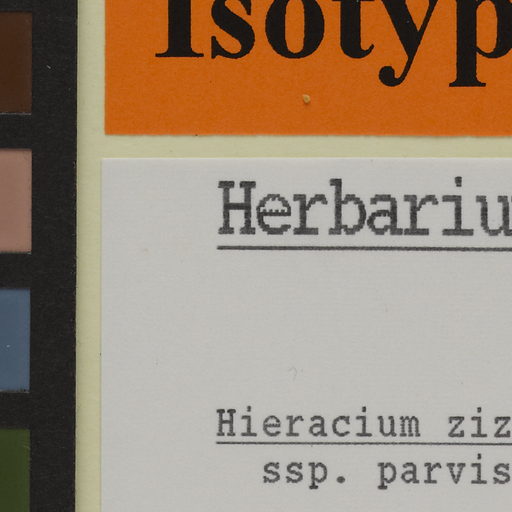 Isotyp
Herbariu
Hieracium ziz
ssp. parvis